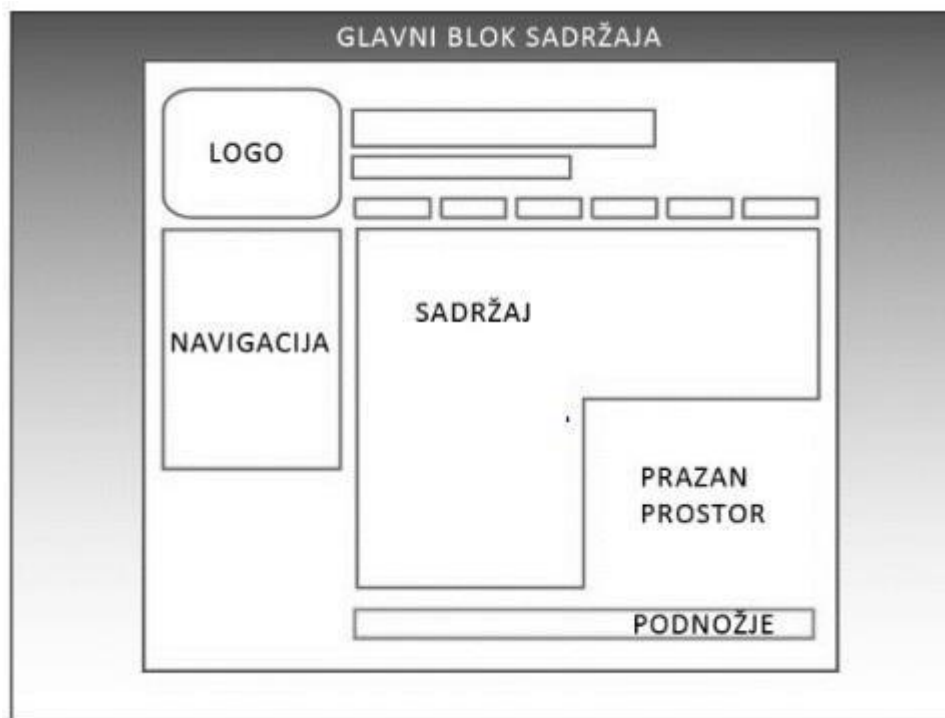 GLAVNI BLOK SADRŽAJA
LOGO
NAVIGACIJA
SADRŽAJ
PRAZAN
PROSTOR
PODNOŽJE